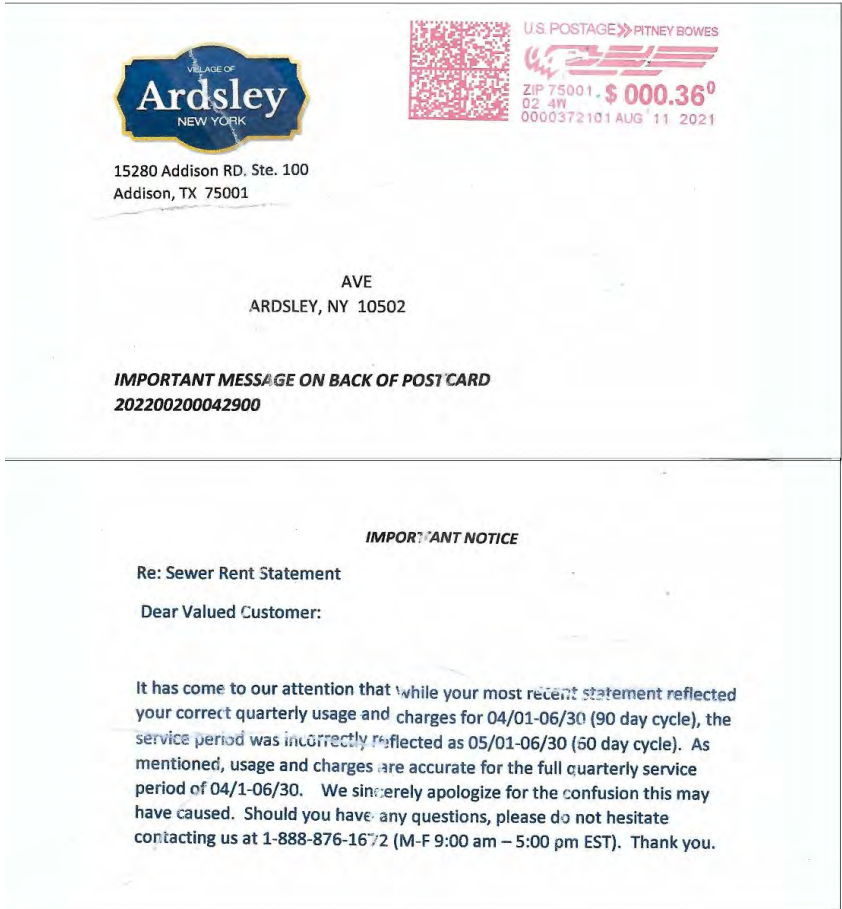 VILLAGE OF
Ardsley
NEW YORK
15280 Addison RD. Ste. 100
Addison, TX 75001
U.S. POSTAGE>> PITNEY BOWES
ZIP 75001 $ 000.36⁰
02 4W
0000372101 AUG 11 2021
AVE
ARDSLEY, NY 10502
IMPORTANT MESSAGE ON BACK OF POSTCARD
202200200042900
IMPORTANT NOTICE
Re: Sewer Rent Statement
Dear Valued Customer:
It has come to our attention that while your most recent statement reflected
your correct quarterly usage and charges for 04/01-06/30 (90 day cycle), the
service period was incorrectly reflected as 05/01-06/30 (60 day cycle). As
mentioned, usage and charges are accurate for the full quarterly service
period of 04/1-06/30. We sincerely apologize for the confusion this may
have caused. Should you have any questions, please do not hesitate
contacting us at 1-888-876-1672 (M-F 9:00 am – 5:00 pm EST). Thank you.